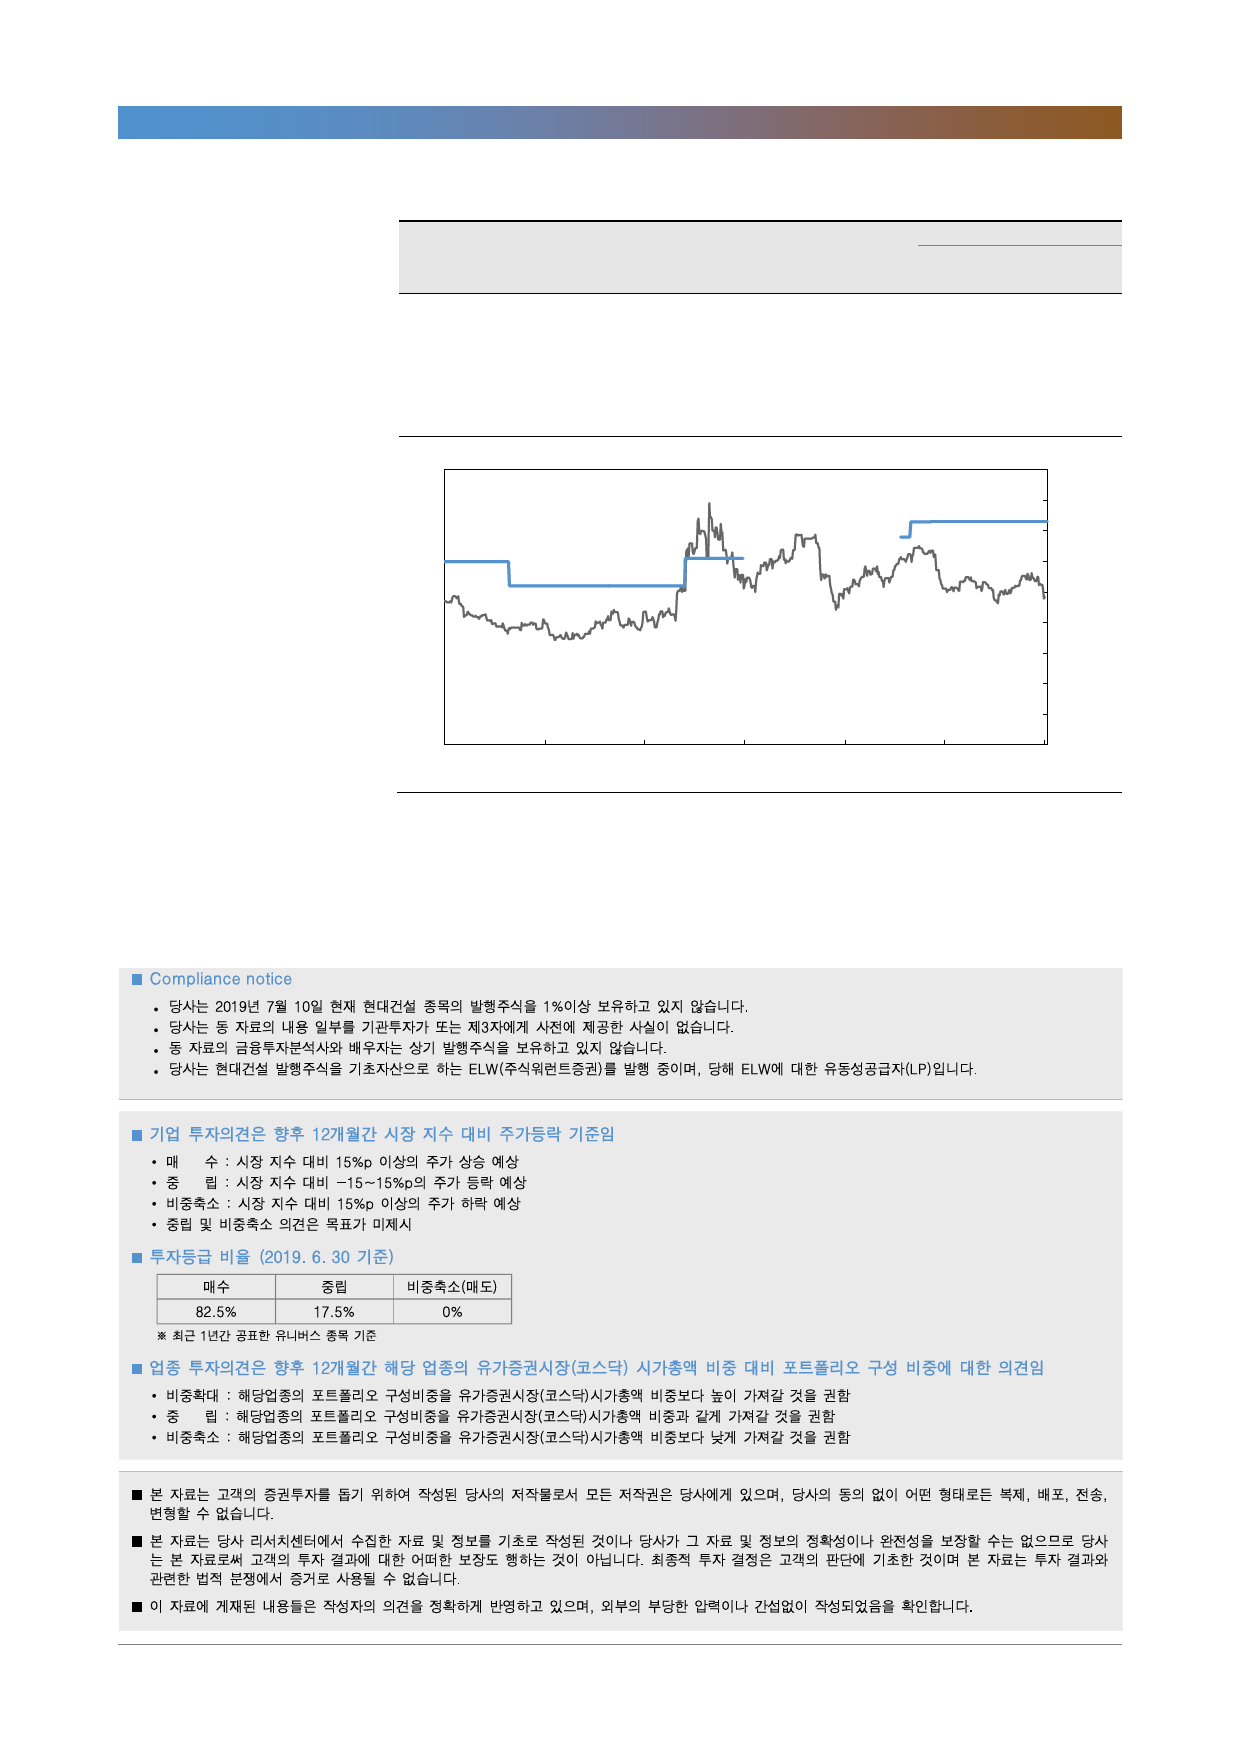 ■ Compliance notice
• 당사는 2019년 7월 10일 현재 현대건설 종목의 발행주식을 1%이상 보유하고 있지 않습니다.
• 당사는 동 자료의 내용 일부를 기관투자가 또는 제3자에게 사전에 제공한 사실이 없습니다.
• 동 자료의 금융투자분석사와 배우자는 상기 발행주식을 보유하고 있지 않습니다.
• 당사는 현대건설 발행주식을 기초자산으로 하는 ELW(주식워런트증권)를 발행 중이며, 당해 ELW에 대한 유동성공급자(LP)입니다.
■ 기업 투자의견은 향후 12개월간 시장 지수 대비 주가등락 기준임
• 매 수 : 시장 지수 대비 15%p 이상의 주가 상승 예상
• 중 립 : 시장 지수 대비 -15~15%p의 주가 등락 예상
• 비중축소 : 시장 지수 대비 15%p 이상의 주가 하락 예상
• 중립 및 비중축소 의견은 목표가 미제시
■ 투자등급 비율 (2019. 6. 30 기준)
매수 중립 비중축소(매도)
82.5% 17.5% 0%
※ 최근 1년간 공표한 유니버스 종목 기준
■ 업종 투자의견은 향후 12개월간 해당 업종의 유가증권시장(코스닥) 시가총액 비중 대비 포트폴리오 구성 비중에 대한 의견임
• 비중확대 : 해당업종의 포트폴리오 구성비중을 유가증권시장(코스닥)시가총액 비중보다 높이 가져갈 것을 권함
• 중 립 : 해당업종의 포트폴리오 구성비중을 유가증권시장(코스닥)시가총액 비중과 같게 가져갈 것을 권함
• 비중축소 : 해당업종의 포트폴리오 구성비중을 유가증권시장(코스닥)시가총액 비중보다 낮게 가져갈 것을 권함
■ 본 자료는 고객의 증권투자를 돕기 위하여 작성된 당사의 저작물로서 모든 저작권은 당사에게 있으며, 당사의 동의 없이 어떤 형태로든 복제, 배포, 전송,
변형할 수 없습니다.
■ 본 자료는 당사 리서치센터에서 수집한 자료 및 정보를 기초로 작성된 것이나 당사가 그 자료 및 정보의 정확성이나 완전성을 보장할 수는 없으므로 당사
는 본 자료로써 고객의 투자 결과에 대한 어떠한 보장도 행하는 것이 아닙니다. 최종적 투자 결정은 고객의 판단에 기초한 것이며 본 자료는 투자 결과와
관련한 법적 분쟁에서 증거로 사용될 수 없습니다.
■ 이 자료에 게재된 내용들은 작성자의 의견을 정확하게 반영하고 있으며, 외부의 부당한 압력이나 간섭없이 작성되었음을 확인합니다.